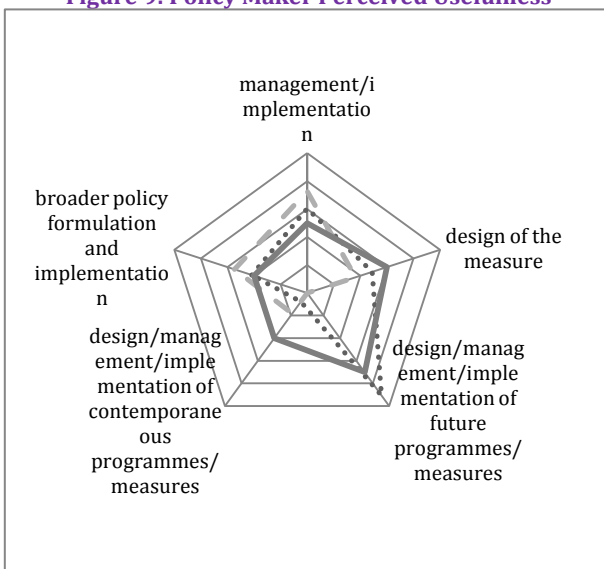 Figure 9. Policy Maker Perceived Usefulness
management/i
mplementatio
n
design of the
measure
design/manag
ement/imple
mentation of
future
programmes/
measures
design/manag
ement/imple
mentation of
contemporane
ous
programmes/
measures
broader policy
formulation
and
implementatio
n